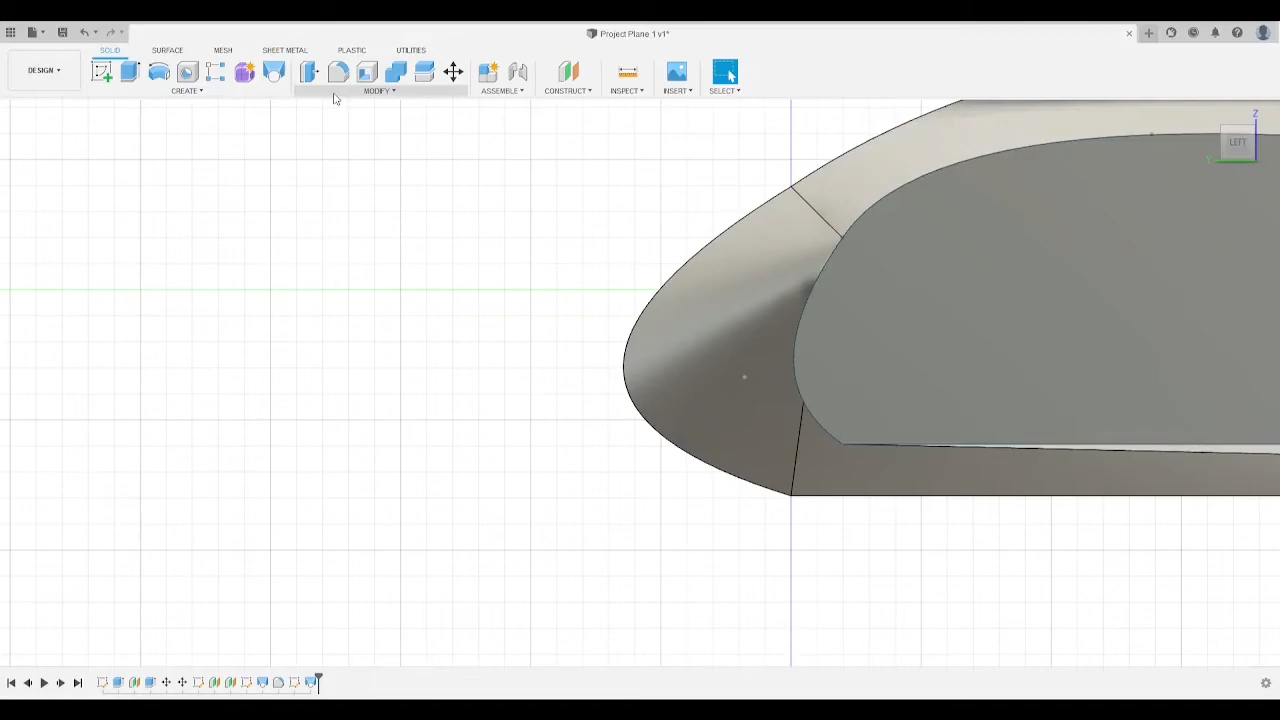 Project Plane 1 v1*
DESIGN
SOLID
SURFACE
MESH
SHEET METAL
PLASTIC
UTILITIES
CREATE
MODIFY
ASSEMBLE
CONSTRUCT
INSPECT
INSERT
SELECT
Z
LEFT
Y